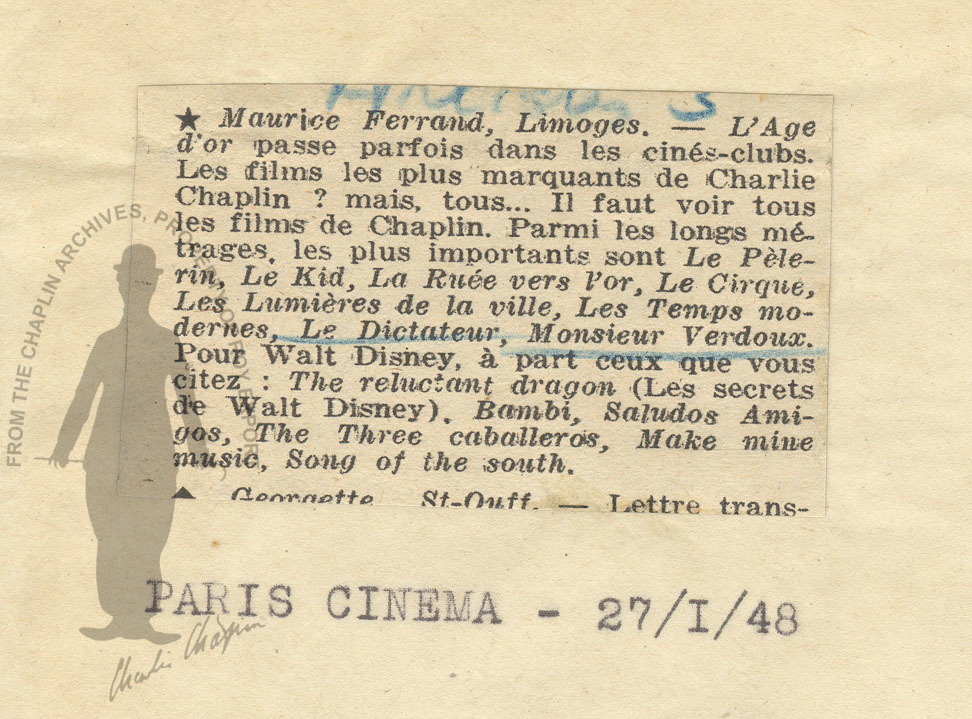 ★ Maurice Ferrand, Limoges. — L'Age
d'or passe parfois dans les cinés-clubs.
Les films les plus marquants de Charlie
Chaplin ? mais, tous... Il faut voir tous
les films de Chaplin. Parmi les longs mé-
trages, les plus importants sont Le Pèle-
rin, Le Kid, La Ruée vers l'or, Le Cirque,
Les Lumières de la ville, Les Temps mo-
dernes, Le Dictateur, Monsieur Verdoux.
Pour Walt Disney, à part ceux que vous
citez : The reluctant dragon (Les secrets
de Walt Disney). Bambi, Saludos Ami-
gos, The Three caballeros, Make mine
music, Song of the south.
Georgette, St-Ouff. — Lettre trans-
PARIS CINEMA - 27/I/48
FROM THE CHAPLIN ARCHIVES,
Charlie Chaplin